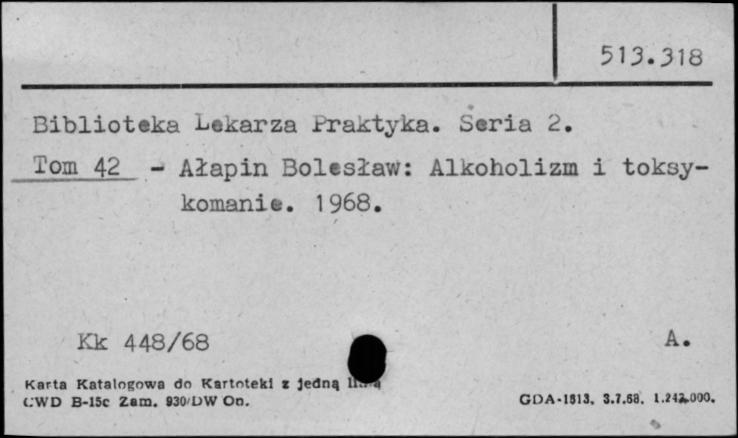 513.318
Biblioteka Lekarza Praktyka. Seria 2.
Tom 42 - Ałapin Bolesław: Alkoholizm i toksy-
komanie. 1968.
Kk 448/68 A.
Karta Katalogowa do Kartoteki z jedną
CWD B-15c Zam. 930/DW Oп. GDA-1813. 3.7.68. 1.242.000.